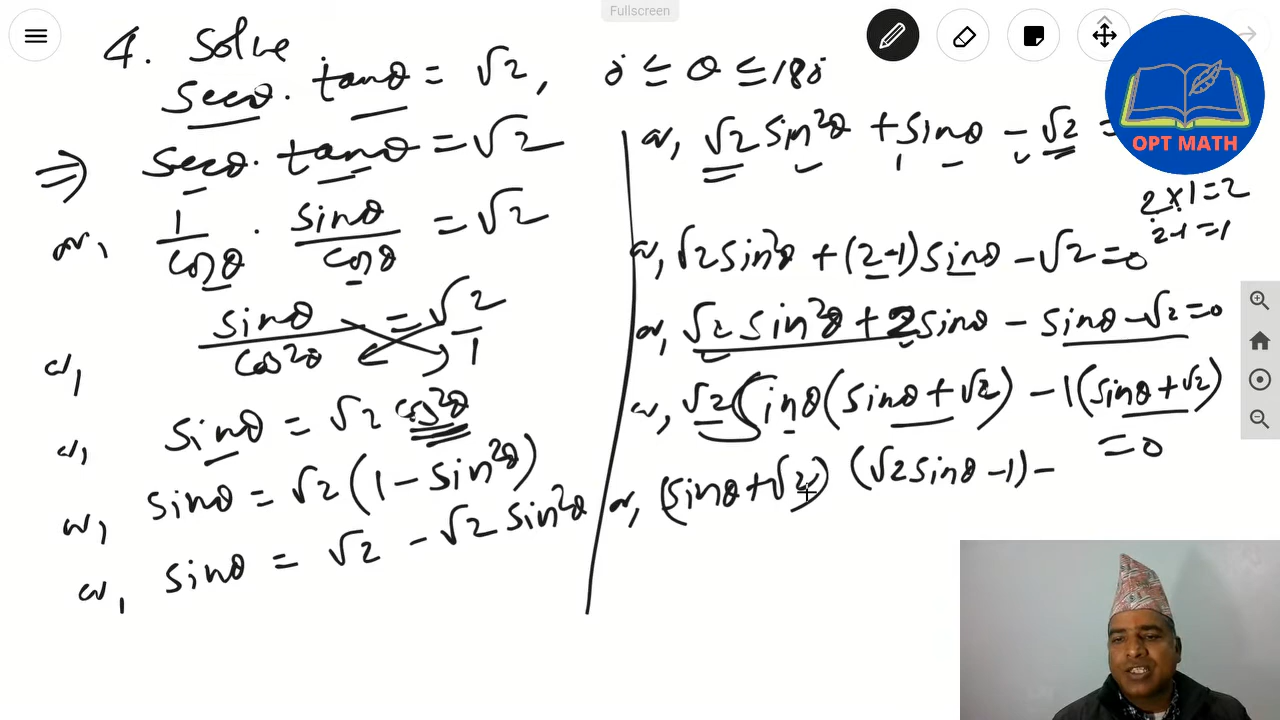 Fullscreen
4. Solve
secθ . tanθ = √2, 0° ≤ θ ≤ 180°
⇒ secθ . tanθ = √2
or, 1/cosθ . sinθ/cosθ = √2
or, sinθ/cos²θ = √2/1
or, sinθ = √2 cos²θ
or, sinθ = √2 (1 - sin²θ)
or, sinθ = √2 - √2 sin²θ
or, √2 sin²θ + sinθ - √2 =
2 x 1 = 2
2-1 = 1
or, √2 sin²θ + (2-1) sinθ - √2 = 0
or, √2 sin²θ + 2 sinθ - sinθ - √2 = 0
or, √2 sinθ (sinθ + √2) - 1 (sinθ + √2)
= 0
or, (sinθ + √2) (√2 sinθ - 1) -
OPT MATH